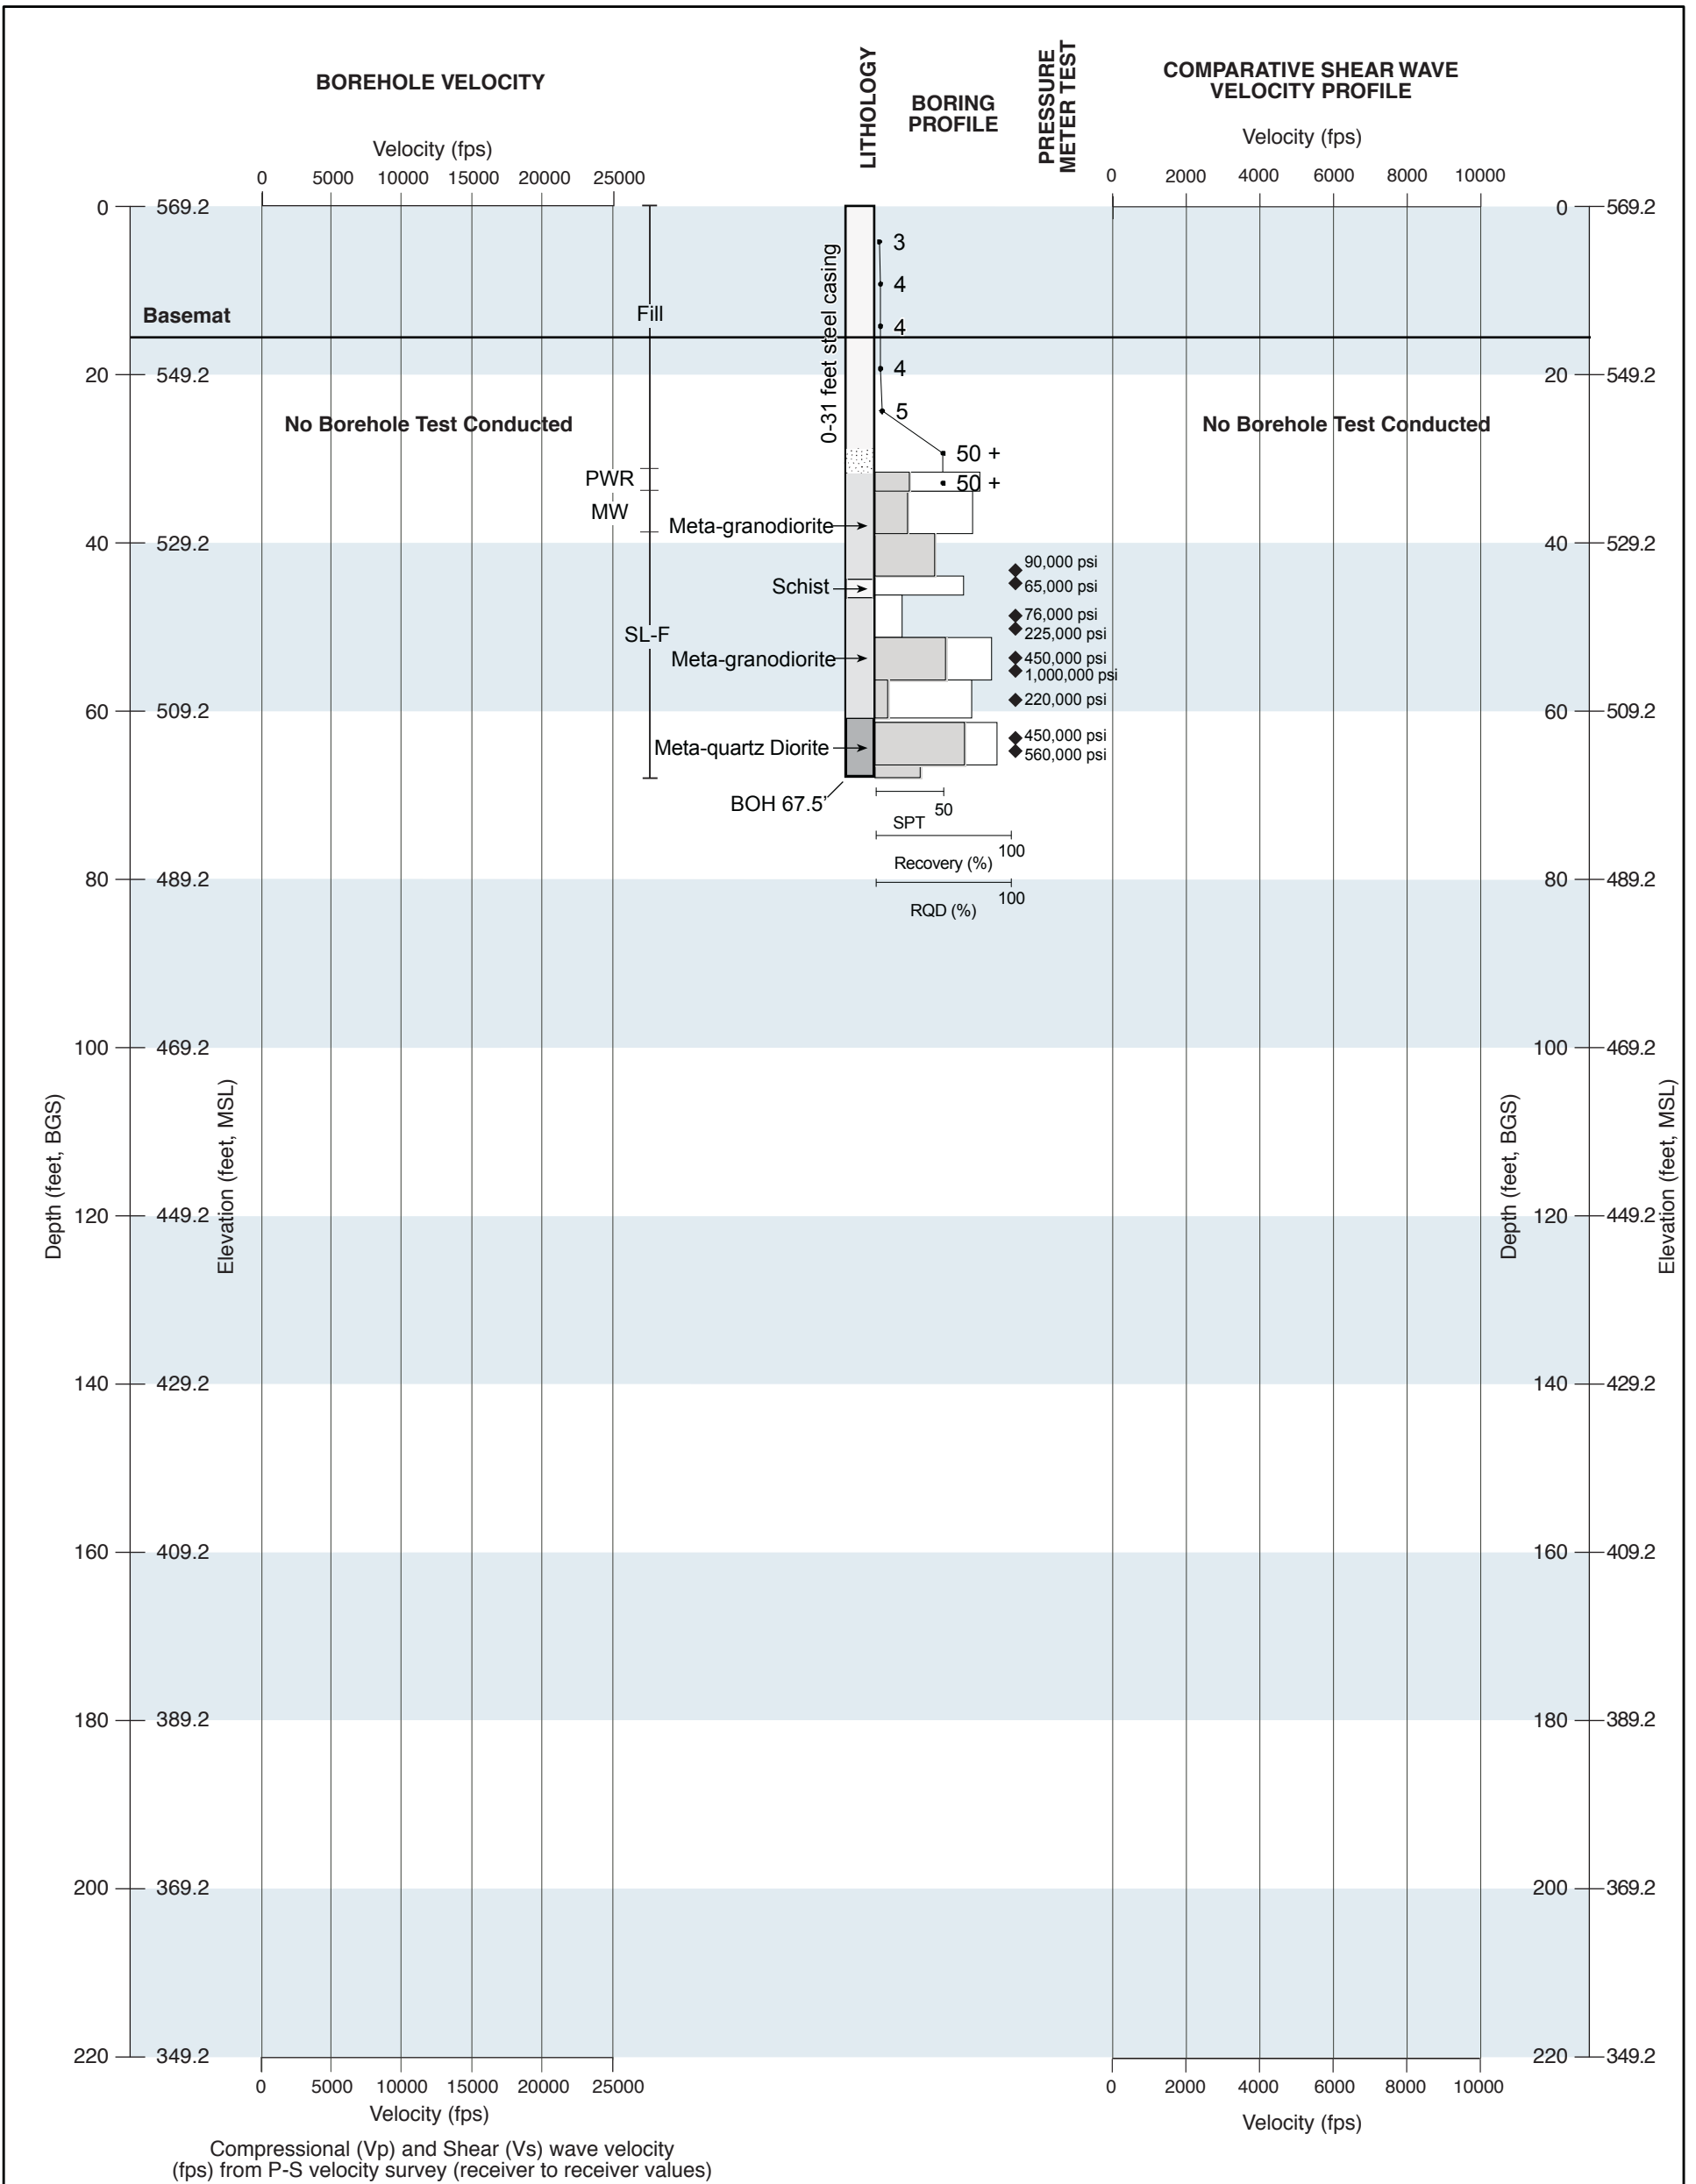 BOREHOLE VELOCITY
Velocity (fps)
0 5000 10000 15000 20000 25000
LITHOLOGY
BORING
PROFILE
PRESSURE
METER TEST
COMPARATIVE SHEAR WAVE
VELOCITY PROFILE
Velocity (fps)
0 2000 4000 6000 8000 10000
0 569.2
0 569.2
0-31 feet steel casing
3
4
Basemat
Fill
4
20 549.2
4
20 549.2
5
No Borehole Test Conducted
No Borehole Test Conducted
50 +
PWR
50 +
MW
Meta-granodiorite
40 529.2
40 529.2
90,000 psi
Schist
65,000 psi
76,000 psi
SL-F
225,000 psi
Meta-granodiorite
450,000 psi
1,000,000 psi
220,000 psi
60 509.2
60 509.2
450,000 psi
Meta-quartz Diorite
560,000 psi
BOH 67.5'
50
SPT
100
Recovery (%)
80 489.2
80 489.2
100
RQD (%)
100 469.2
100 469.2
Depth (feet, BGS)
Elevation (feet, MSL)
Depth (feet, BGS)
Elevation (feet, MSL)
120 449.2
120 449.2
140 429.2
140 429.2
160 409.2
160 409.2
180 389.2
180 389.2
200 369.2
200 369.2
220 349.2
220 349.2
0 5000 10000 15000 20000 25000
Velocity (fps)
0 2000 4000 6000 8000 10000
Velocity (fps)
Compressional (Vp) and Shear (Vs) wave velocity
(fps) from P-S velocity survey (receiver to receiver values)